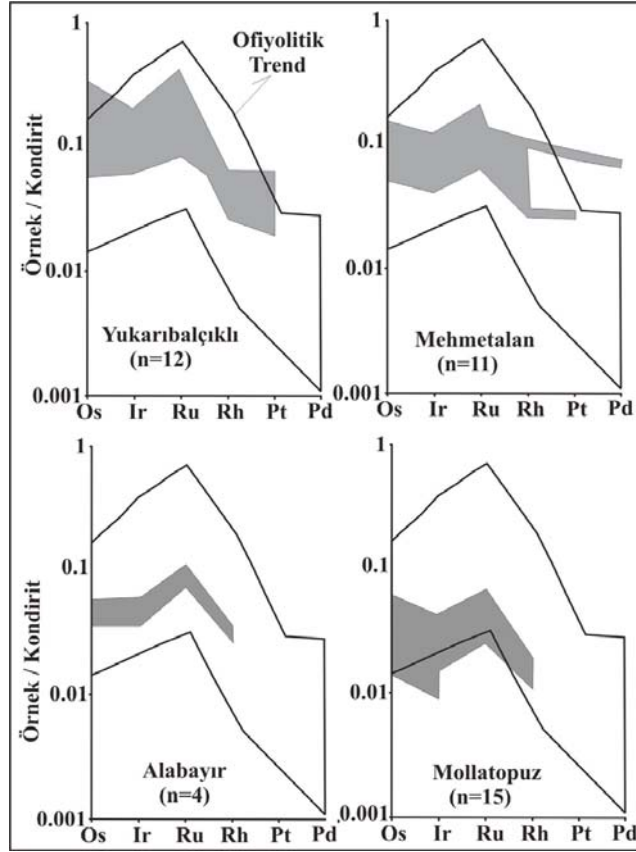 1
Ofiyolitik
Trend
0.1
Örnek / Kondirit
0.01
Yukarıbalçıklı
(n=12)
0.001
Os Ir Ru Rh Pt Pd
1
0.1
0.01
Mehmetalan
(n=11)
0.001
Os Ir Ru Rh Pt Pd
1
0.1
Örnek / Kondirit
0.01
Alabayır
(n=4)
0.001
Os Ir Ru Rh Pt Pd
1
0.1
0.01
Mollatopuz
(n=15)
0.001
Os Ir Ru Rh Pt Pd